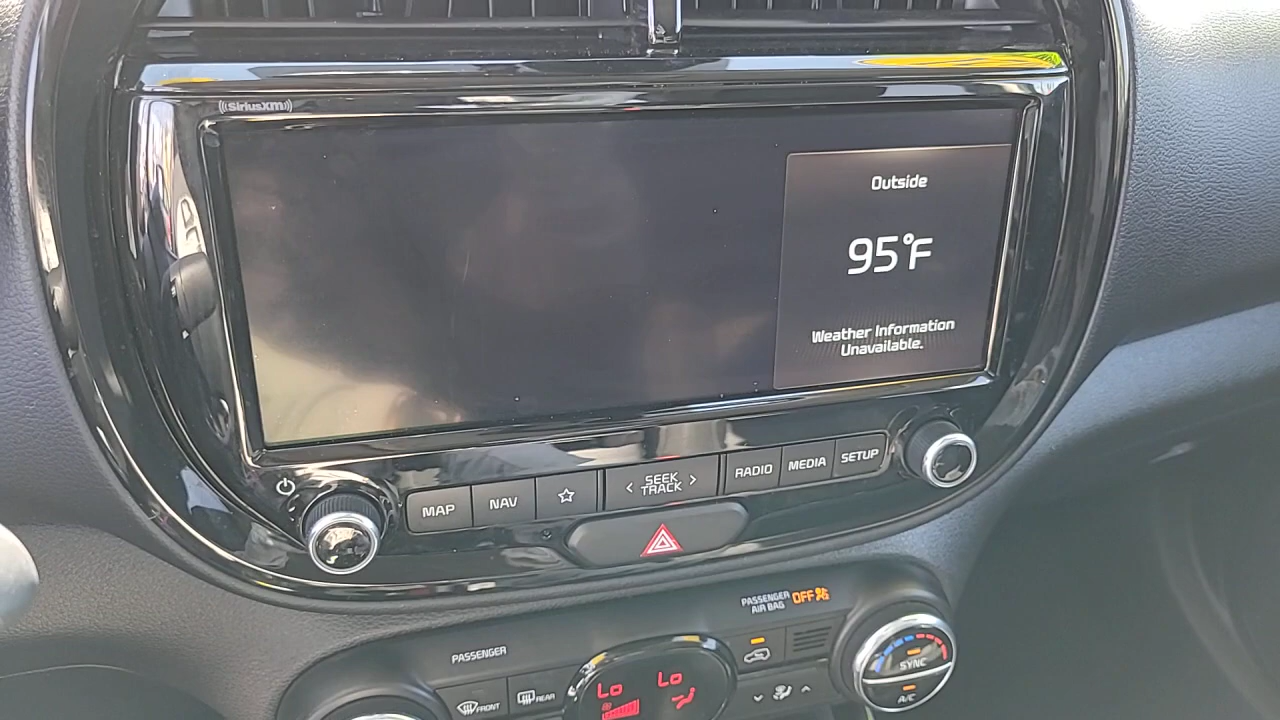 SiriusXM
Outside
95°F
Weather Information
Unavailable.
MAP
NAV
< SEEK >
TRACK
RADIO
MEDIA
SETUP
PASSENGER
AIR BAG
OFF
PASSENGER
FRONT
REAR
Lo
Lo
SYNC
A/C